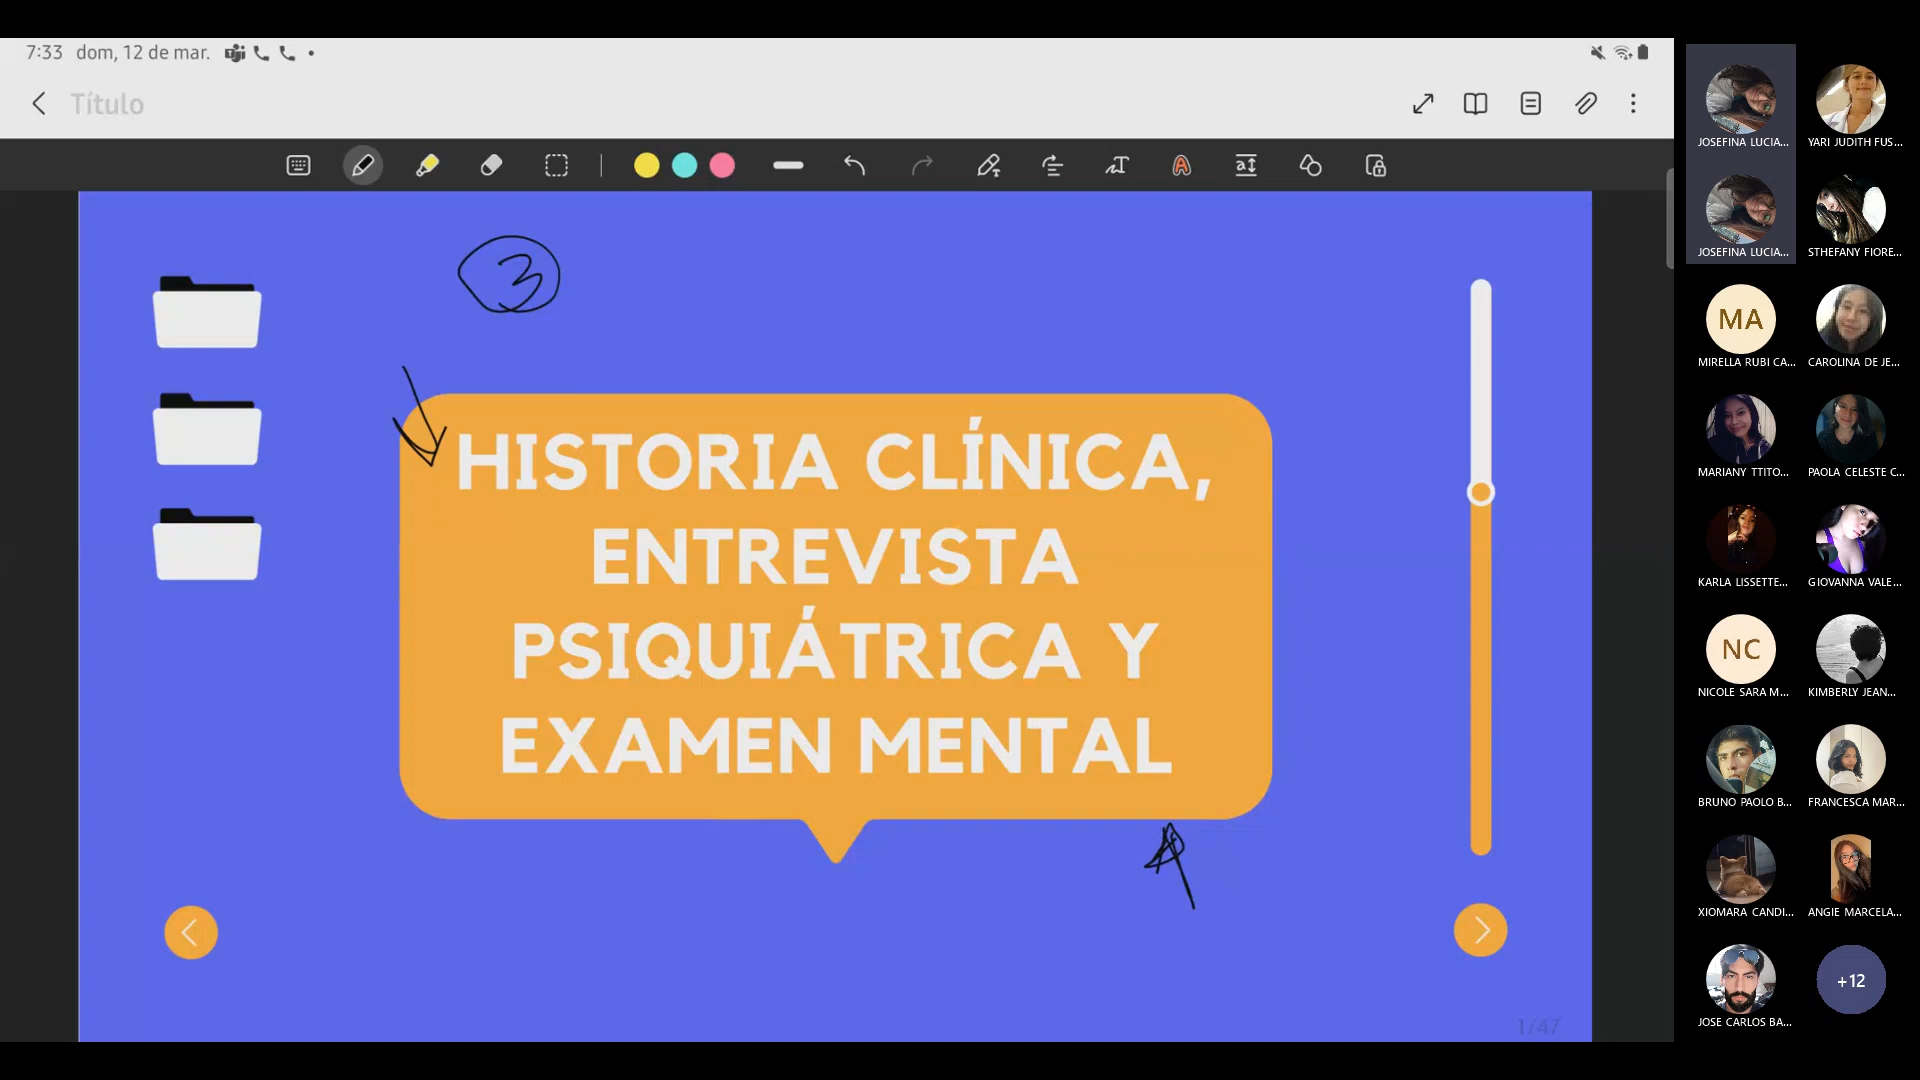 7:33 dom, 12 de mar.
Título
3
HISTORIA CLÍNICA,
ENTREVISTA
PSIQUIÁTRICA Y
EXAMEN MENTAL
1/47
JOSEFINA LUCIA...
YARI JUDITH FUS...
JOSEFINA LUCIA...
STHEFANY FIORE...
MA
MIRELLA RUBI CA...
CAROLINA DE JE...
MARIANY TTITO...
PAOLA CELESTE C...
KARLA LISSETTE...
GIOVANNA VALE...
NC
NICOLE SARA M...
KIMBERLY JEAN...
BRUNO PAOLO B...
FRANCESCA MAR...
XIOMARA CANDI...
ANGIE MARCELA...
JOSE CARLOS BA...
+12